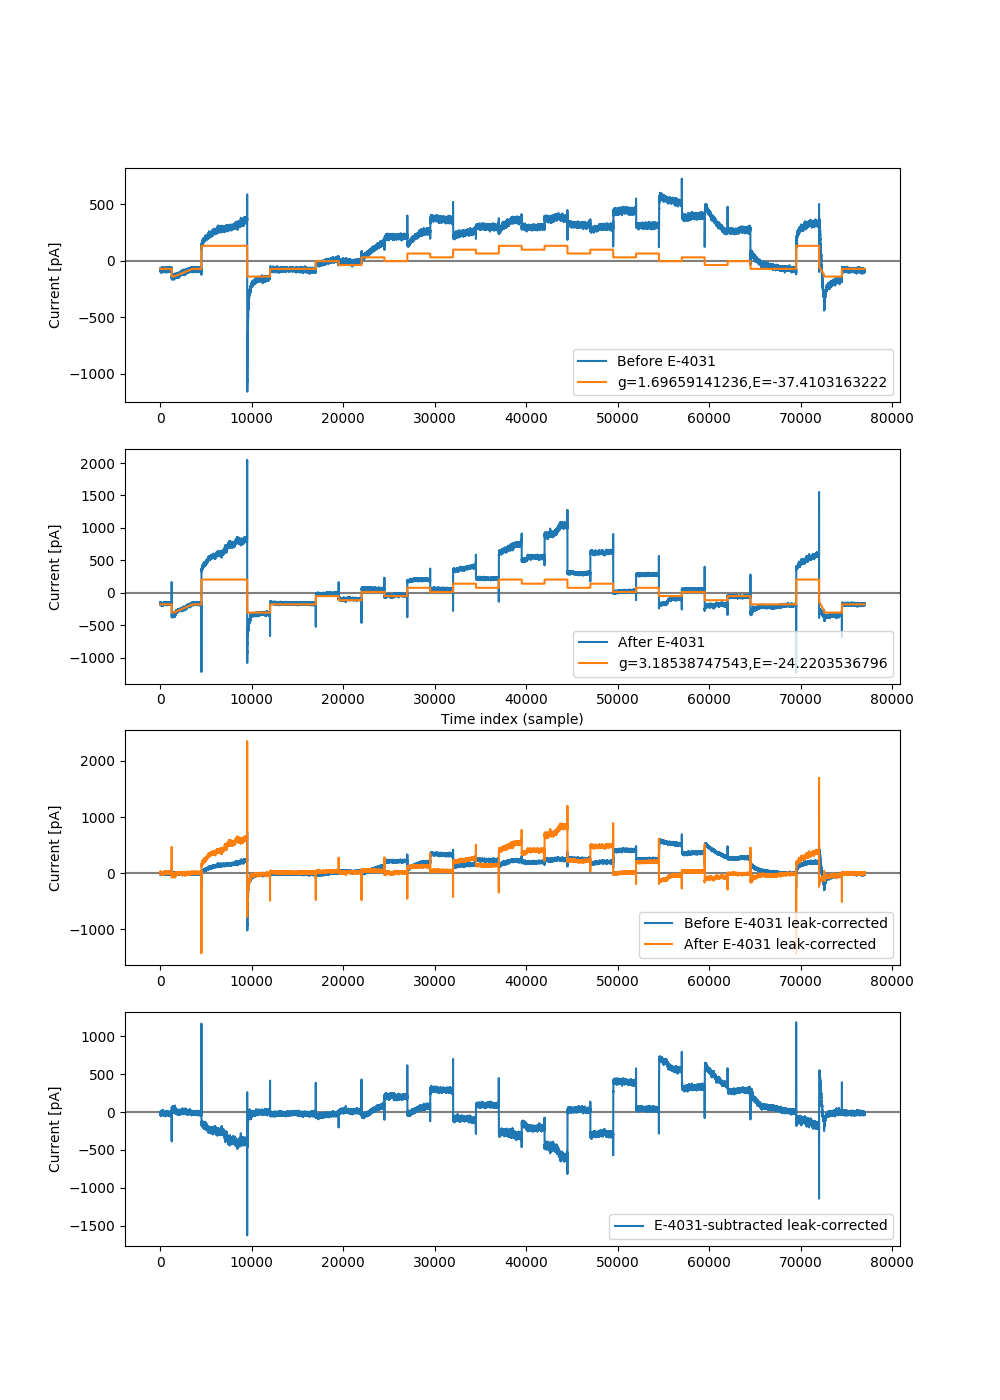 500
0
−500
−1000
Current [pA]
Before E-4031
g=1.69659141236,E=-37.4103163222
0 10000 20000 30000 40000 50000 60000 70000 80000
2000
1500
1000
500
0
−500
−1000
Current [pA]
After E-4031
g=3.18538747543,E=-24.2203536796
0 10000 20000 30000 40000 50000 60000 70000 80000
Time index (sample)
2000
1000
0
−1000
Current [pA]
Before E-4031 leak-corrected
After E-4031 leak-corrected
0 10000 20000 30000 40000 50000 60000 70000 80000
1000
500
0
−500
−1000
−1500
Current [pA]
E-4031-subtracted leak-corrected
0 10000 20000 30000 40000 50000 60000 70000 80000